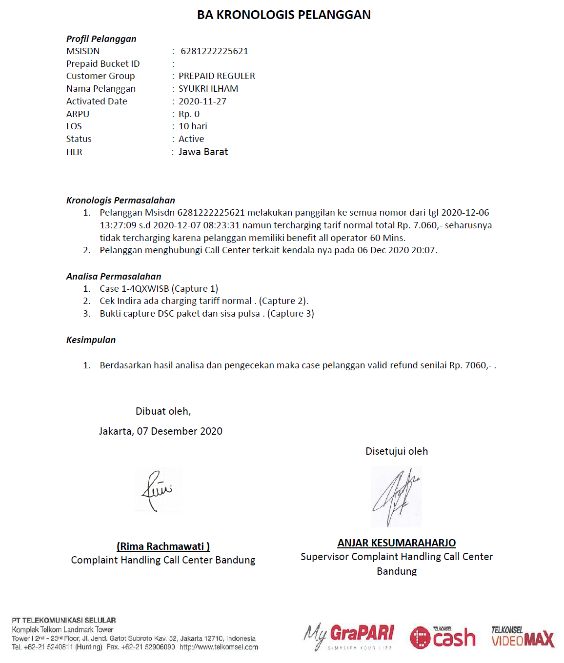 BA KRONOLOGIS PELANGGAN
Profil Pelanggan
MSISDN : 6281222225621
Prepaid Bucket ID :
Customer Group : PREPAID REGULER
Nama Pelanggan : SYUKRI ILHAM
Activated Date : 2020-11-27
ARPU : Rp. 0
LOS : 10 hari
Status : Active
HLR : Jawa Barat
Kronologis Permasalahan
1. Pelanggan Msisdn 6281222225621 melakukan panggilan ke semua nomor dari tgl 2020-12-06
13:27:09 s.d 2020-12-07 08:23:31 namun tercharging tarif normal total Rp. 7.060,- seharusnya
tidak tercharging karena pelanggan memiliki benefit all operator 60 Mins.
2. Pelanggan menghubungi Call Center terkait kendala nya pada 06 Dec 2020 20:07.
Analisa Permasalahan
1. Case 1-4QXWISB (Capture 1)
2. Cek Indira ada charging tariff normal . (Capture 2).
3. Bukti capture DSC paket dan sisa pulsa . (Capture 3)
Kesimpulan
1. Berdasarkan hasil analisa dan pengecekan maka case pelanggan valid refund senilai Rp. 7060,- .
Dibuat oleh,
Jakarta, 07 Desember 2020
Disetujui oleh
(Rima Rachmawati )
Complaint Handling Call Center Bandung
ANJAR KESUMARAHARJO
Supervisor Complaint Handling Call Center
Bandung
PT TELEKOMUNIKASI SELULAR
Komplek Telkom Landmark Tower
Tower I 2nd - 20rd Floor, Jl. Jend. Gatot Subroto Kav. 52, Jakarta 12710, Indonesia
Tel. +62-21 5240811 (Hunting) Fax. +62-21 52906090 http://www.telkomsel.com
My GraPARI
SIMPLIFY YOUR LIFE
TELKOMSEL
cash
TELKOMSEL
VIDEOMAX